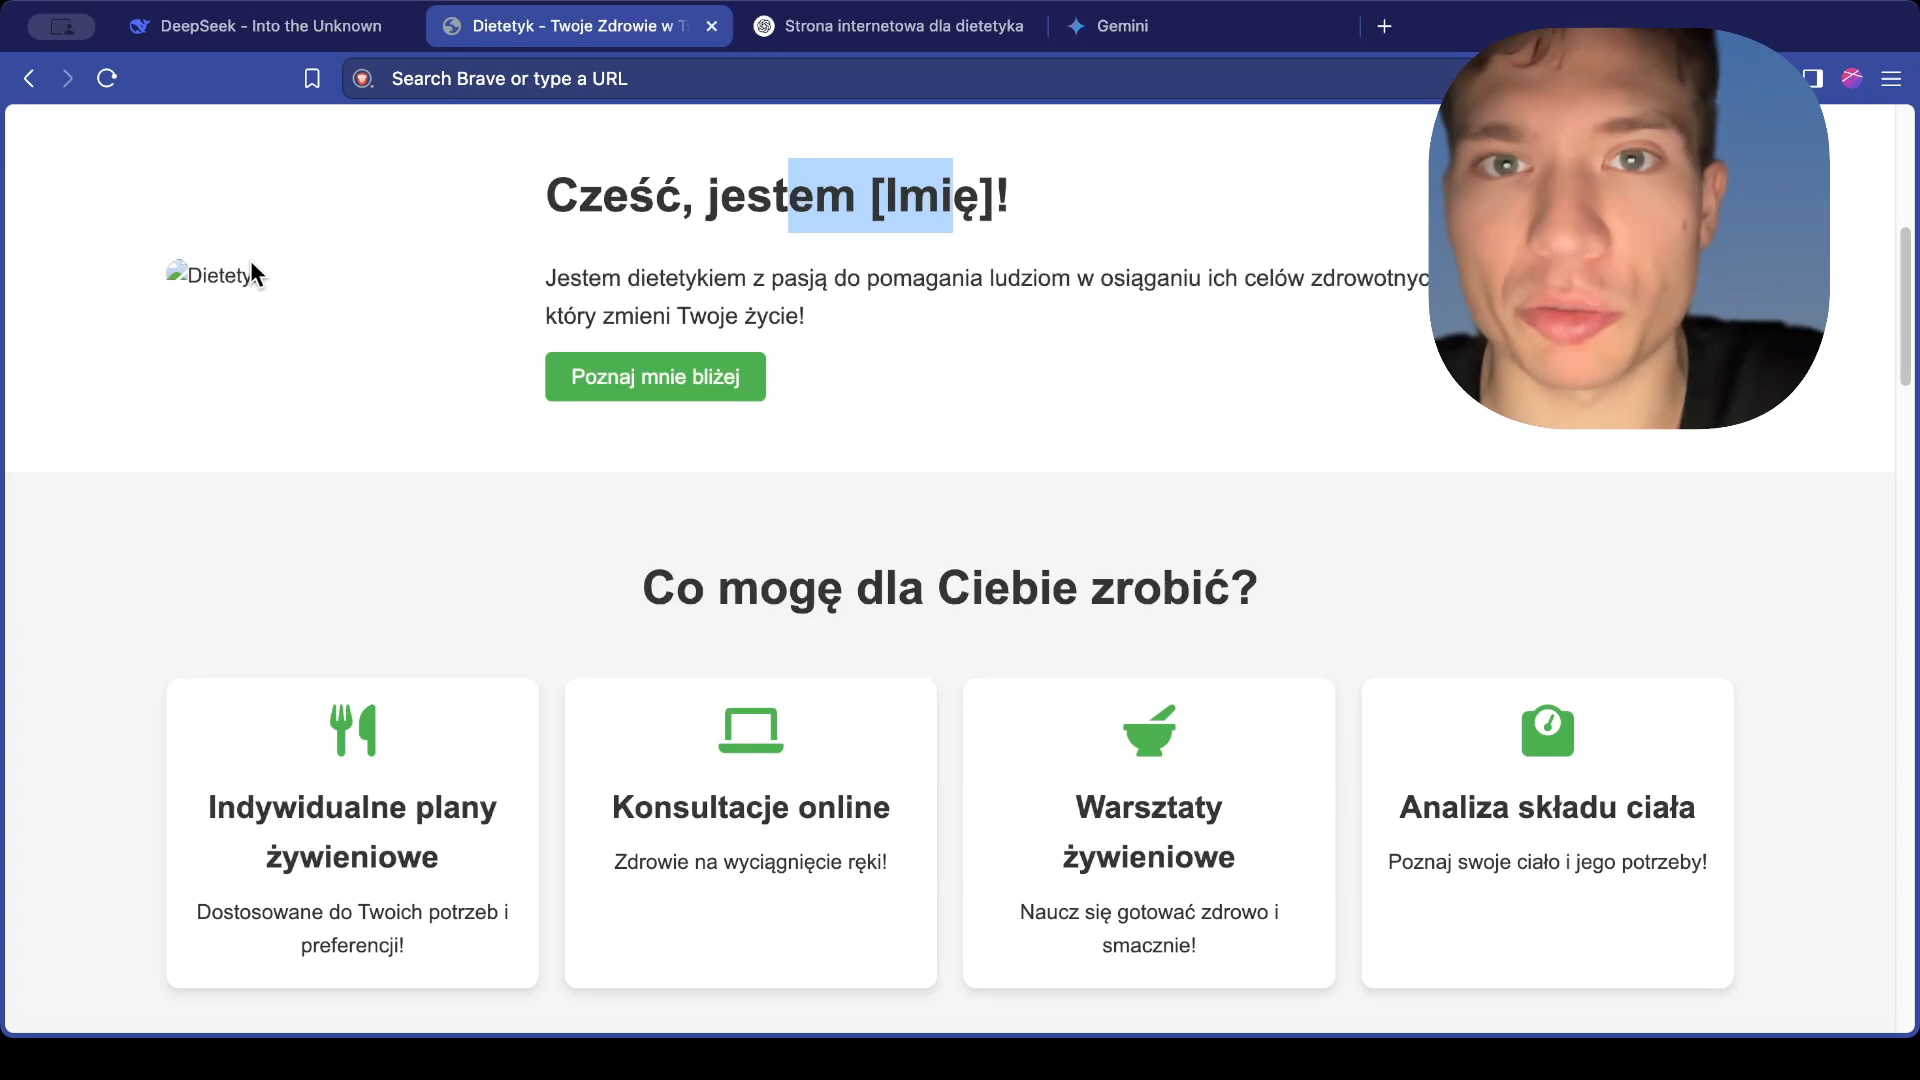 DeepSeek - Into the Unknown
Dietetyk - Twoje Zdrowie w
Strona internetowa dla dietetyka
Gemini
Search Brave or type a URL
Cześć, jestem [Imię]!
Jestem dietetykiem z pasją do pomagania ludziom w osiąganiu ich celów
który zmieni Twoje życie!
Poznaj mnie bliżej
Co mogę dla Ciebie zrobić?
Indywidualne plany
żywieniowe
Dostosowane do Twoich potrzeb i
preferencji!
Konsultacje online
Zdrowie na wyciągnięcie ręki!
Warsztaty
żywieniowe
Naucz się gotować zdrowo i
smacznie!
Analiza składu ciała
Poznaj swoje ciało i jego potrzeby!